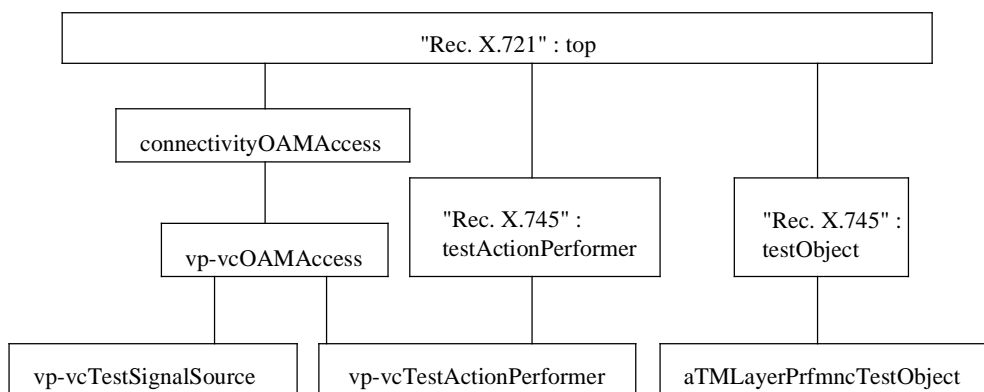 "Rec. X.721" : top
connectivityOAMAccess
"Rec. X.745" :
testActionPerformer
"Rec. X.745" :
testObject
vp-vcOAMAccess
vp-vcTestSignalSource
vp-vcTestActionPerformer
aTMLayerPrfmncTestObject